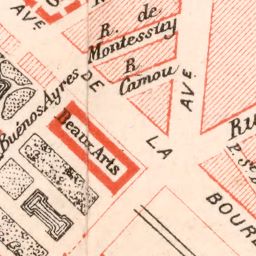 AVE
R. de
Montessuy
R.
Camou
Buenos Ayres
DE
LA
AVE.
Beaux Arts
Ru
BOUR